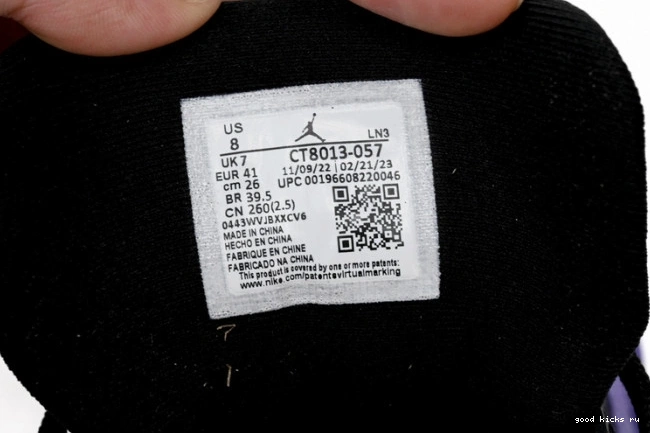 US
8
LN3
UK 7
CT8013-057
EUR 41
11/09/22 | 02/21/23
cm 26
UPC 00196608220046
BR 39.5
CN 260(2.5)
0443WVJBXXCV6
MADE IN CHINA
HECHO EN CHINA
FABRIQUE EN CHINE
FABRICADO NA CHINA
This product is covered by one or more patents:
www.nike.com/patentsvirtualmarking
good kicks ru